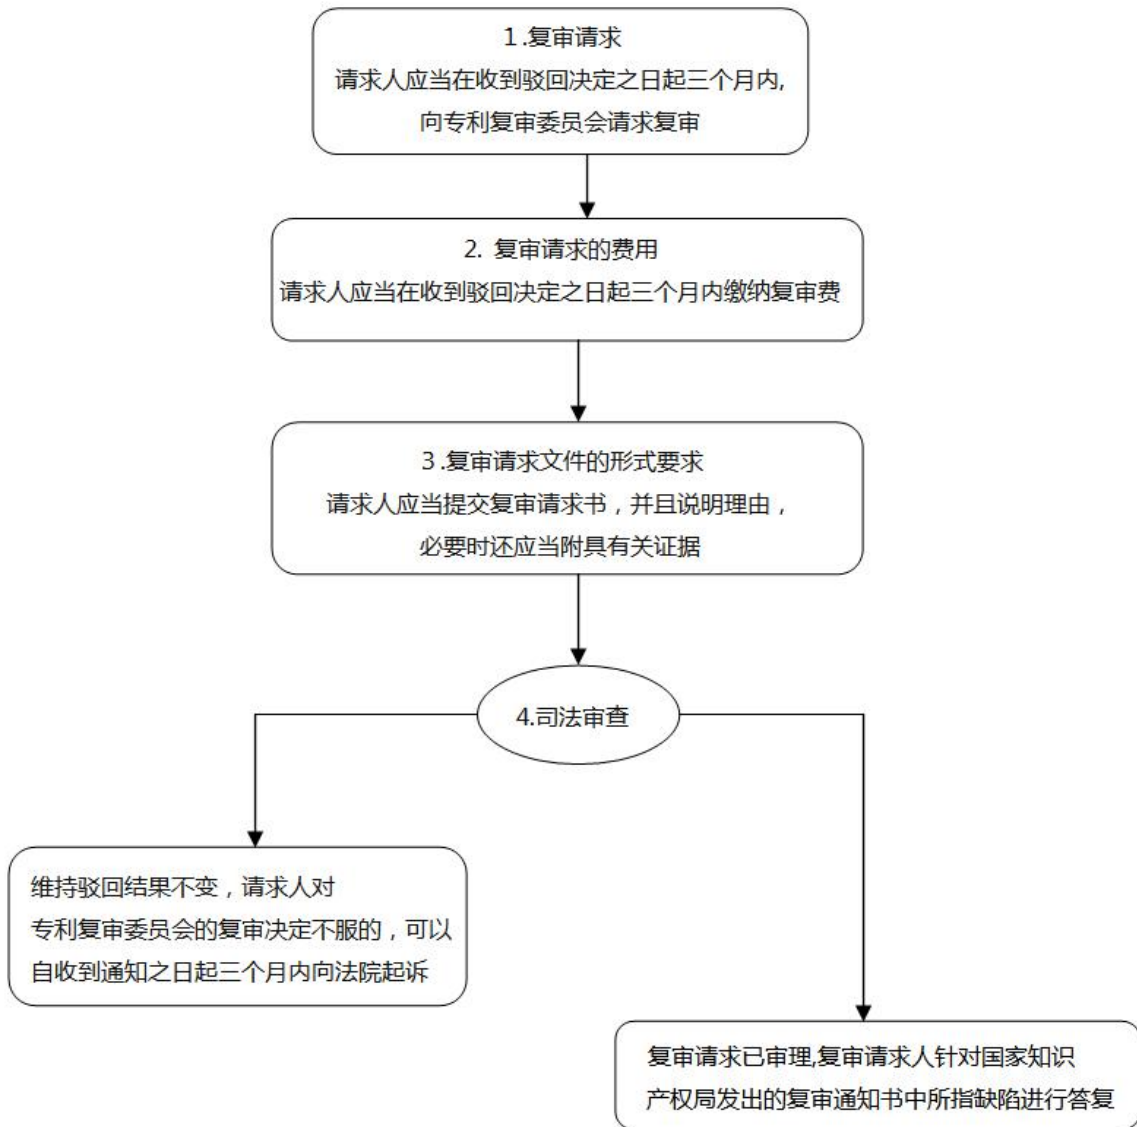 1.复审请求
请求人应当在收到驳回决定之日起三个月内,
向专利复审委员会请求复审
2. 复审请求的费用
请求人应当在收到驳回决定之日起三个月内缴纳复审费
3.复审请求文件的形式要求
请求人应当提交复审请求书，并且说明理由，
必要时还应当附具有关证据
4.司法审查
维持驳回结果不变，请求人对
专利复审委员会的复审决定不服的，可以
自收到通知之日起三个月内向法院起诉
复审请求已审理,复审请求人针对国家知识
产权局发出的复审通知书中所指缺陷进行答复